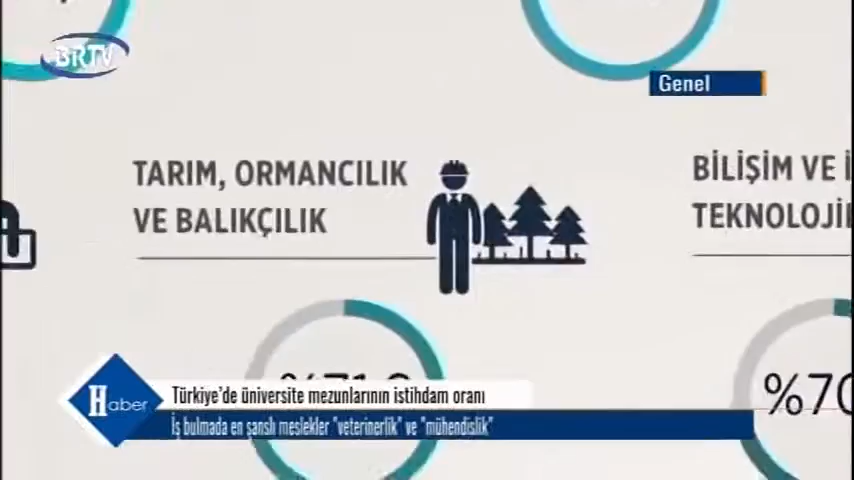 BRTV
Genel
TARIM, ORMANCILIK
VE BALIKÇILIK
BİLİŞİM VE
TEKNOLOJİ
%70
Haber
Türkiye'de üniversite mezunlarının istihdam oranı
İş bulmada en şanslı meslekler "veterinerlik" ve "mühendislik"